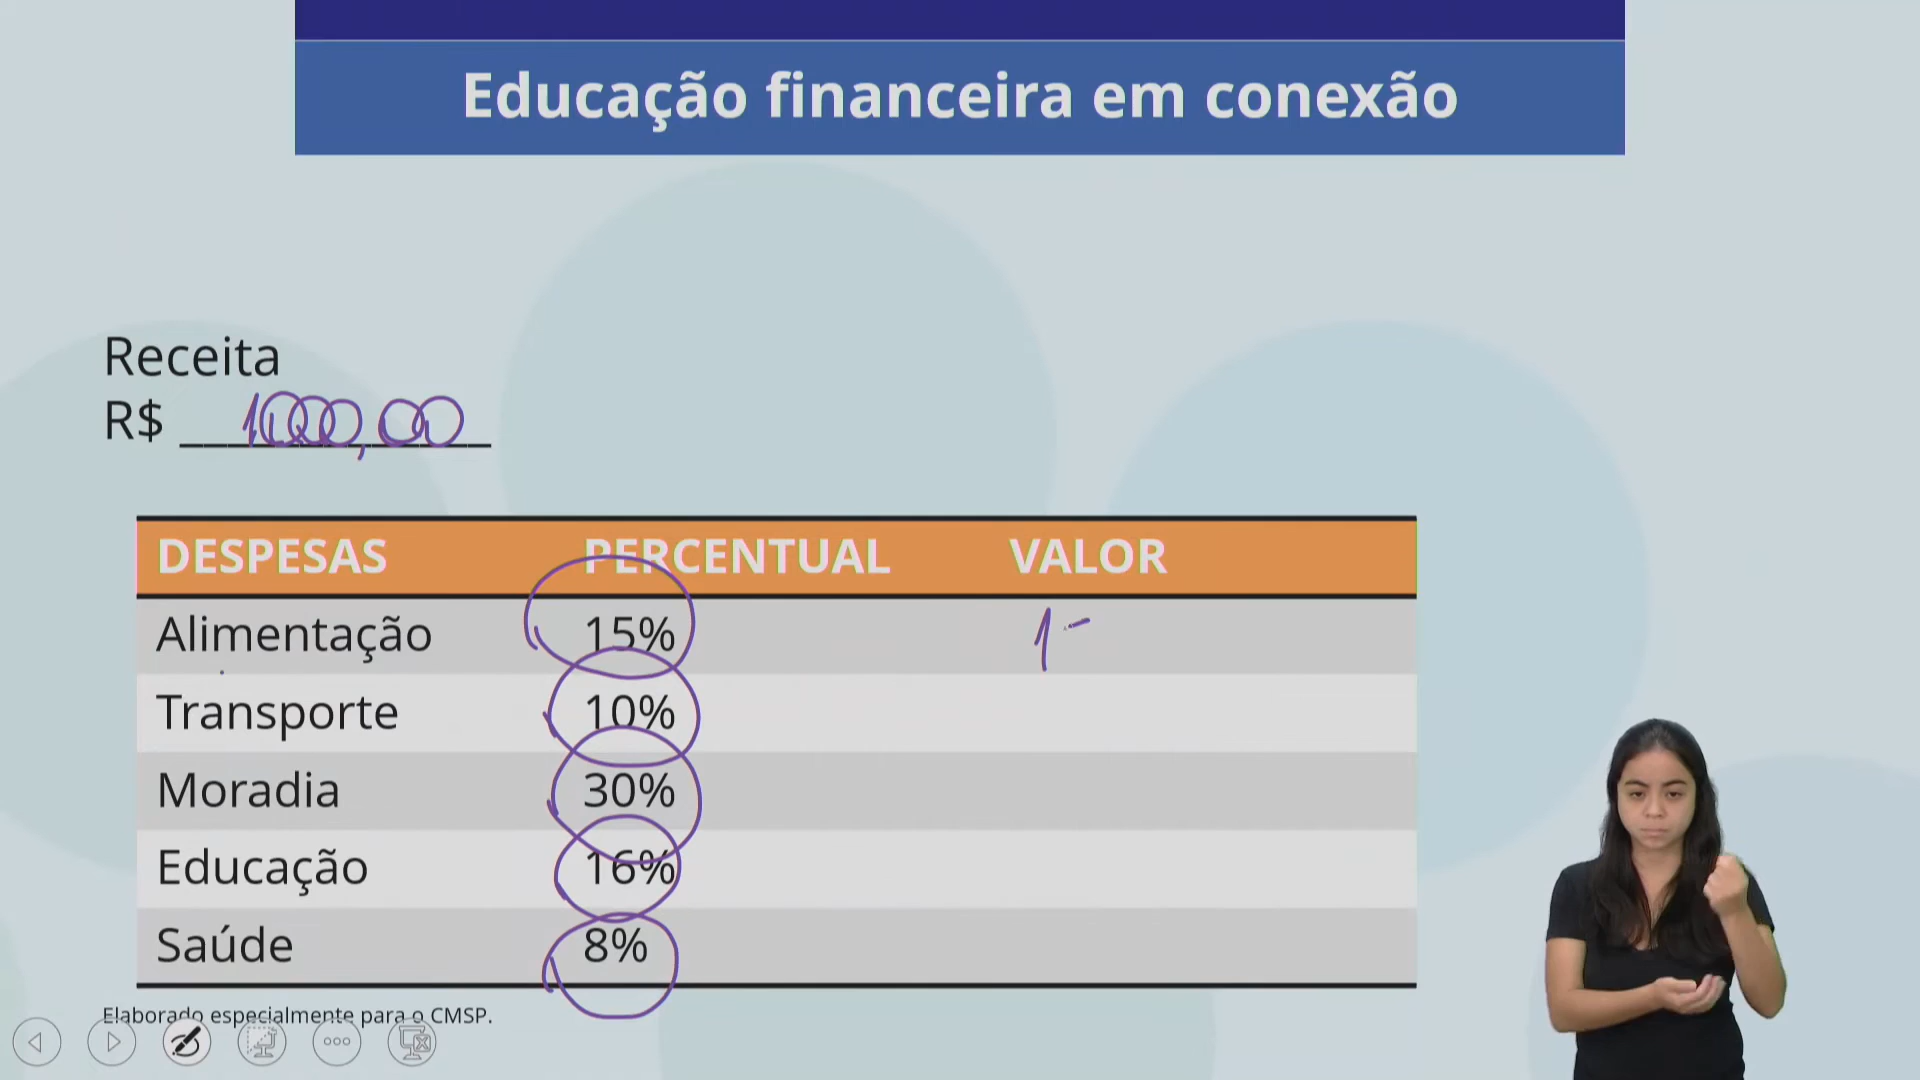 Educação financeira em conexão
Receita
R$ 1000,00
DESPESAS PERCENTUAL VALOR
Alimentação 15% 1
Transporte 10%
Moradia 30%
Educação 16%
Saúde 8%
Elaborado especialmente para o CMSP.